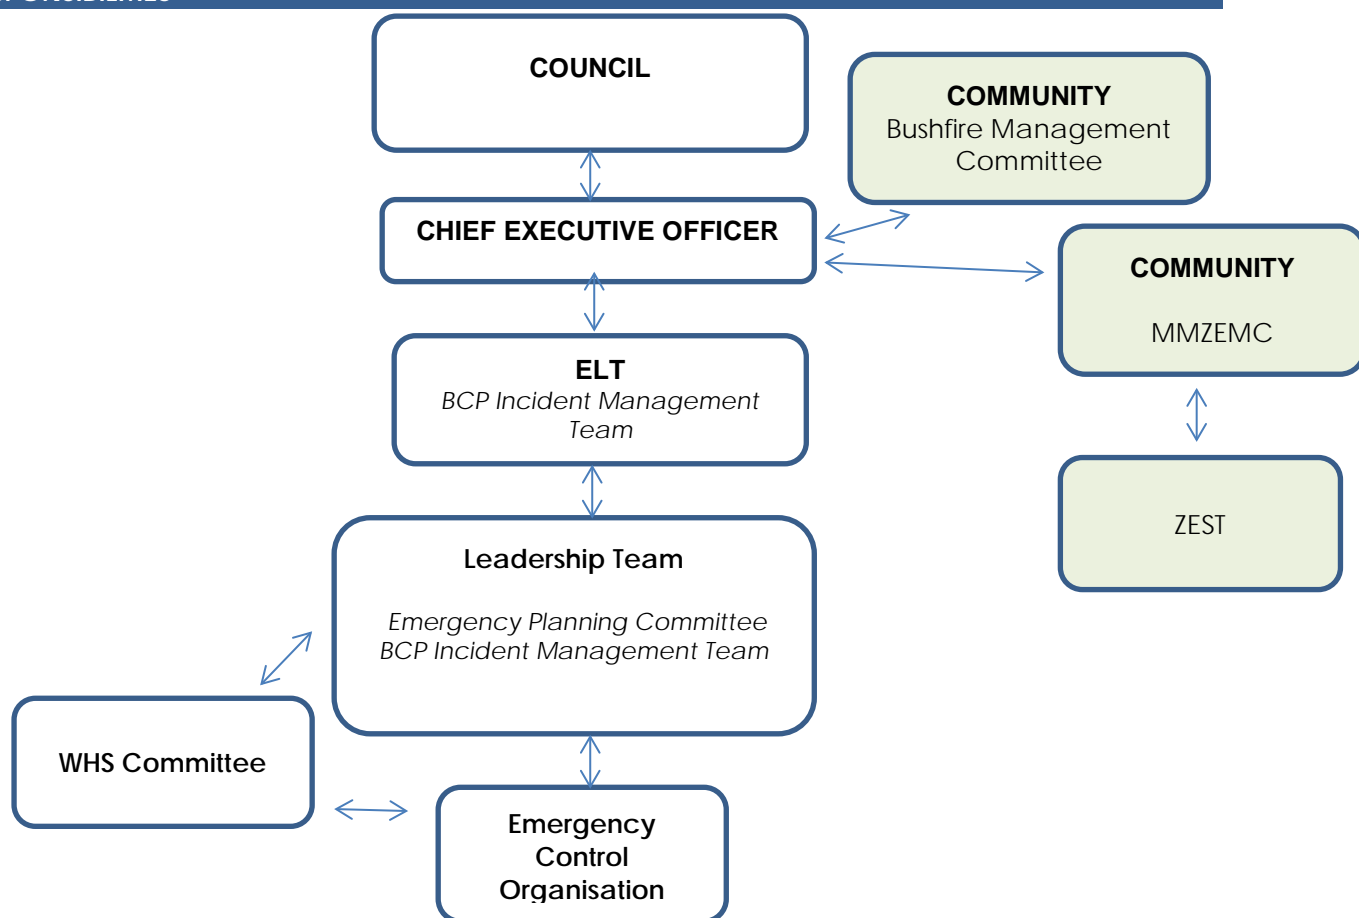 COUNCIL
COMMUNITY
Bushfire Management
Committee
CHIEF EXECUTIVE OFFICER
COMMUNITY
MMZEMC
ELT
BCP Incident Management
Team
ZEST
Leadership Team
Emergency Planning Committee
BCP Incident Management Team
WHS Committee
Emergency
Control
Organisation